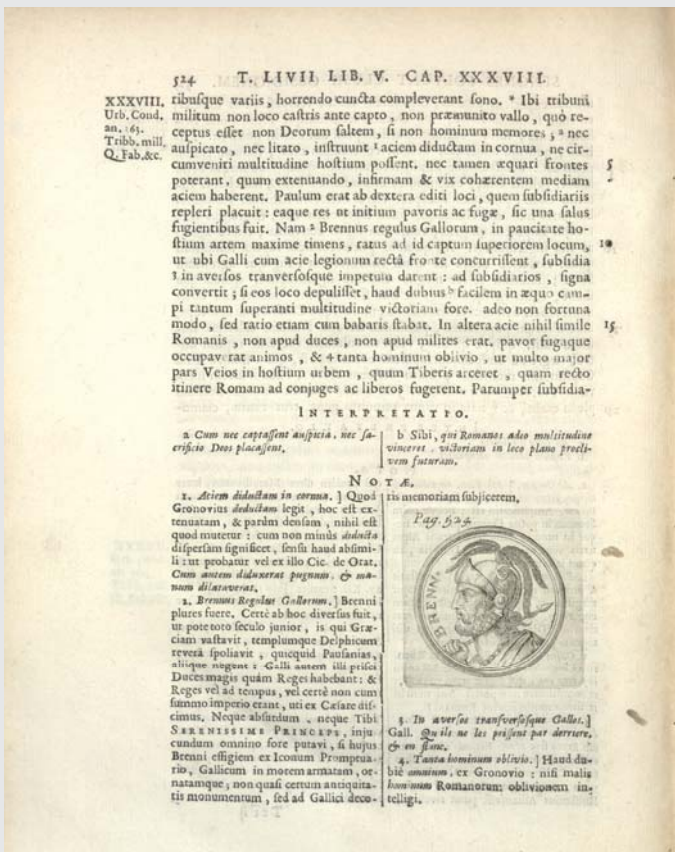 524 T. LIVII LIB. V. CAP. XXXVIII.
XXXVIII.
Urb. Cond.
an. 365.
Tribb. mill.
Q. Fab.&c.
ribusque variis, horrendo cuncta compleverant sono. * Ibi tribuni
militum non loco castris ante capto, non præmunito vallo, quò re-
ceptus esset non Deorum saltem, si non hominum memores, a nec
auspicato, nec litato, instruunt 1 aciem diductam in cornua, ne cir-
cumveniri multitudine hostium possent. nec tamen æquari frontes 5
poterant, quum extenuando, infirmam & vix cohærentem mediam
aciem haberent. Paulum erat ab dextera editi loci, quem subsidiariis
repleri placuit: eaque res ut initium pavoris ac fugæ, sic una salus
fugientibus fuit. Nam 2 Brennus regulus Gallorum, in paucitate ho-
stium artem maxime timens, ratus ad id captum superiorem locum, 10
ut ubi Galli cum acie legionum rectâ fronte concurrissent, subsidia
3 in aversos tranversosque impetum darent: ad subsidiarios, signa
convertit; si eos loco depulisset, haud dubius b facilem in æquo cam-
pi tantum superanti multitudine victoriam fore. adeo non fortuna
modo, sed ratio etiam cum babaris stabat. In altera acie nihil simile 15
Romanis, non apud duces, non apud milites erat. pavor fugaque
occupaverat animos, & 4 tanta hominum oblivio, ut multo major
pars Veios in hostium urbem, quum Tiberis arceret, quam recto
itinere Romam ad conjuges ac liberos fugerent. Parumper subsidia-
INTERPRETATIO.
a Cum nec captassent auspicia, nec sa-
crificio Deos placassent.
b Sibi, qui Romanos adeo multitudine
vinceret, victoriam in loco plano procli-
vem futuram.
NOTÆ.
1. Aciem diductam in cornua.] Quod
Gronovius deductam legit, hoc est ex-
tenuatam, & parùm densam, nihil est
quod mutetur: cum non minùs diducta
dispersam significet, sensu haud absimi-
li: ut probatur vel ex illo Cic. de Orat.
Cum autem diduxerat pugnum, & ma-
num dilataverat.
2. Brennus Regulus Gallorum.] Brenni
plures fuere. Certè ab hoc diversus fuit,
ut pote toto seculo junior, is qui Græ-
ciam vastavit, templumque Delphicum
reverà spoliavit, quicquid Pausanias,
aliique negent: Galli autem illi prisci
Duces magis quàm Reges habebant: &
Reges vel ad tempus, vel certè non cum
summo imperio erant, uti ex Cæsare dis-
cimus. Neque absurdum, neque Tibi
SERENISSIME PRINCEPS, inju
cundum omnino fore putavi, si hujus
Brenni effigiem ex Iconum Promptua-
rio, Gallicum in morem armatam, or-
natamque; non quasi certum antiquita-
tis monumentum, sed ad Gallici deco-
ris memoriam subjicerem.
Pag. 524
BRENN.
3. In aversos transversosque Gallos.]
Gall. Qu ils ne les prissent par derriere,
& en flanc.
4. Tanta hominum oblivio.] Haud du-
biè omnium, ex Gronovio: nisi malis
hominum Romanorum oblivionem in-
telligi.